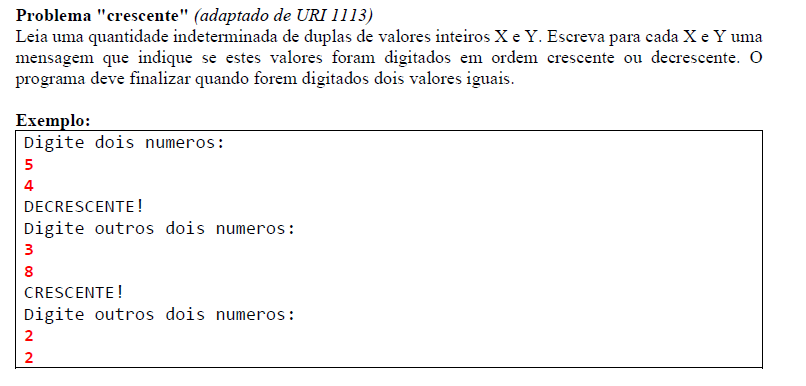 Problema "crescente" (adaptado de URI 1113)
Leia uma quantidade indeterminada de duplas de valores inteiros X e Y. Escreva para cada X e Y uma
mensagem que indique se estes valores foram digitados em ordem crescente ou decrescente. O
programa deve finalizar quando forem digitados dois valores iguais.
Exemplo:
Digite dois numeros:
5
4
DECRESCENTE!
Digite outros dois numeros:
3
8
CRESCENTE!
Digite outros dois numeros:
2
2